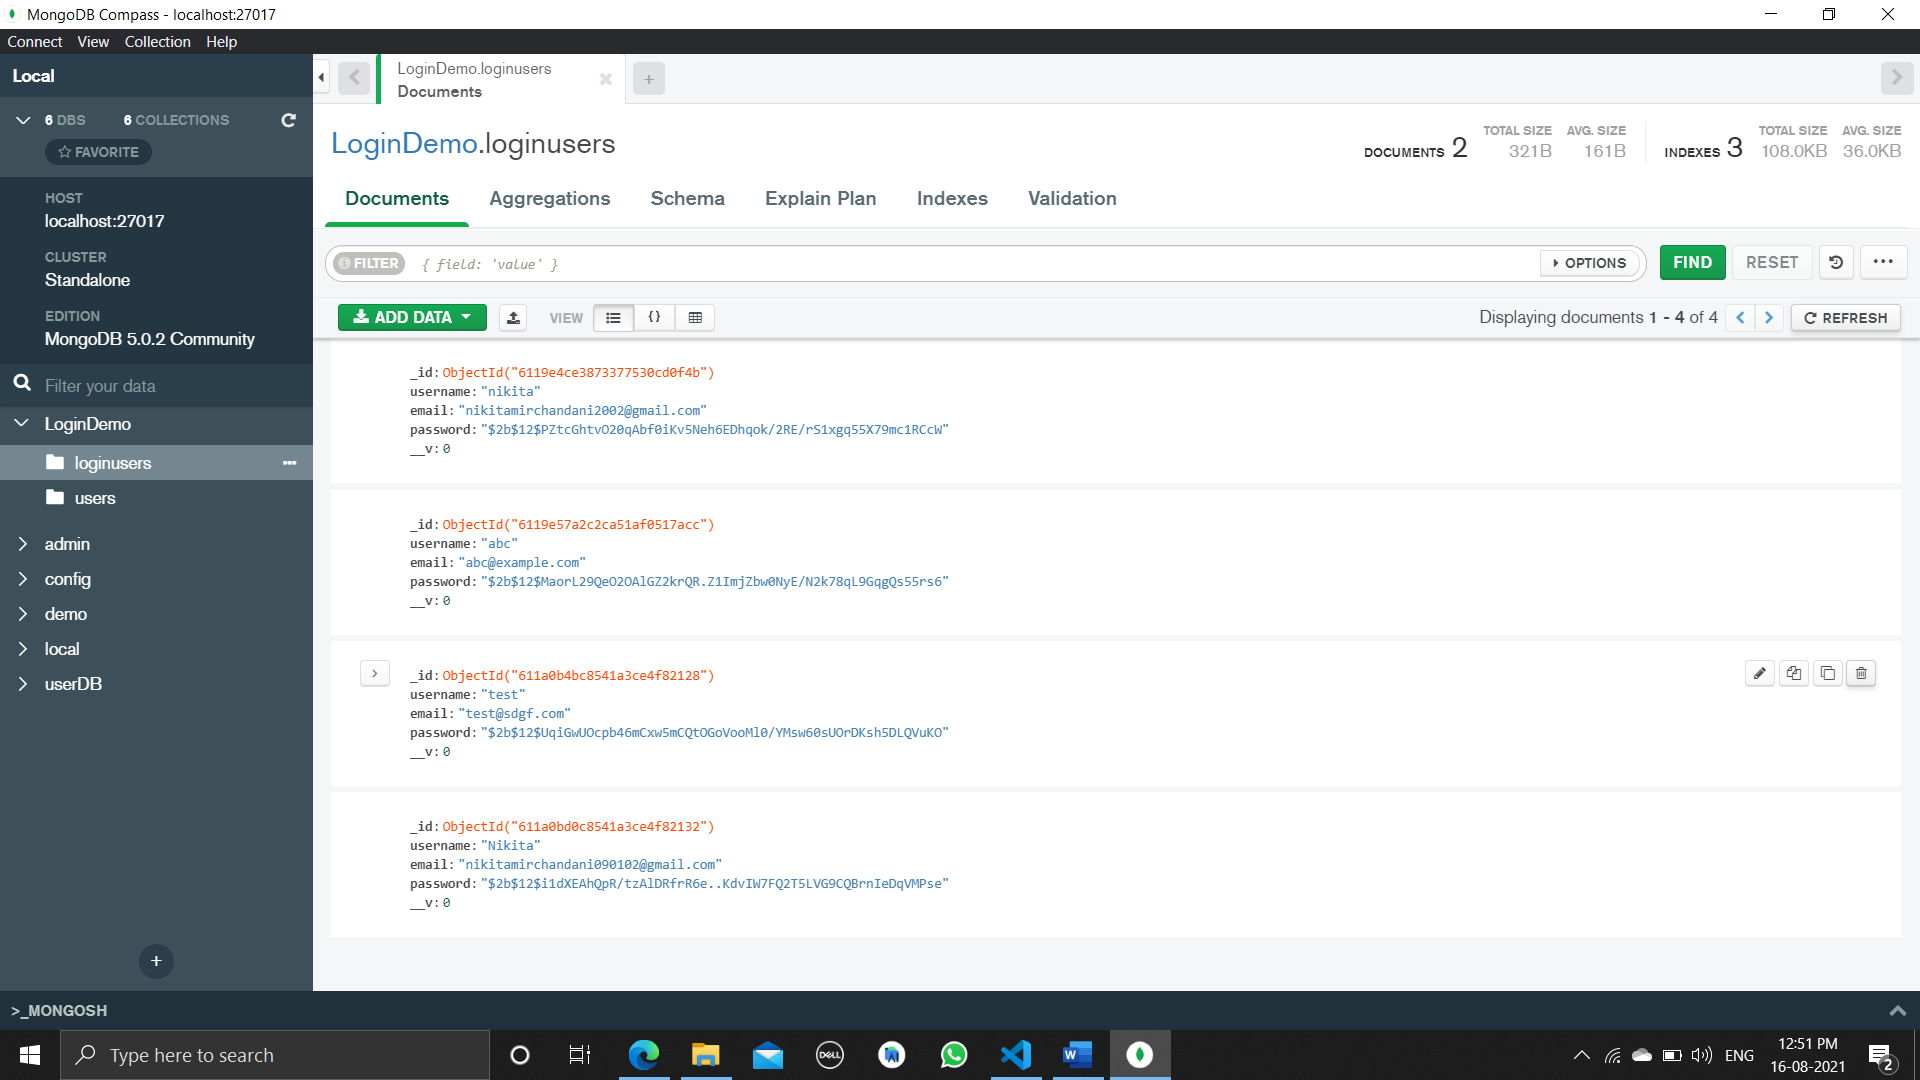 MongoDB Compass - localhost:27017
Connect View Collection Help
Local
6 DBS 6 COLLECTIONS
FAVORITE
HOST
localhost:27017
CLUSTER
Standalone
EDITION
MongoDB 5.0.2 Community
Filter your data
LoginDemo
loginusers
users
admin
config
demo
local
userDB
LoginDemo.loginusers
Documents
LoginDemo.loginusers
DOCUMENTS 2 TOTAL SIZE 321B AVG. SIZE 161B INDEXES 3 TOTAL SIZE 108.0KB AVG. SIZE 36.0KB
Documents Aggregations Schema Explain Plan Indexes Validation
FILTER { field: 'value' } OPTIONS FIND RESET
ADD DATA VIEW {} Displaying documents 1 - 4 of 4 REFRESH
_id: ObjectId("6119e4ce3873377530cd0f4b")
username: "nikita"
email: "nikitamirchandani2002@gmail.com"
password: "$2b$12$PZtcGhtvO20qAbf0iKv5Neh6EDhqok/2RE/rS1xgq55X79mc1RCcW"
__v: 0
_id: ObjectId("6119e57a2c2ca51af0517acc")
username: "abc"
email: "abc@example.com"
password: "$2b$12$MaorL29QeO2OAlGZ2krQR.Z1ImjZbw0NyE/N2k78qL9GqgQs55rs6"
__v: 0
_id: ObjectId("611a0b4bc8541a3ce4f82128")
username: "test"
email: "test@sdgf.com"
password: "$2b$12$UqiGwUOcpb46mCxw5mCQtOGoVooMl0/YMsw60sUOrDKsh5DLQVuKO"
__v: 0
_id: ObjectId("611a0bd0c8541a3ce4f82132")
username: "Nikita"
email: "nikitamirchandani090102@gmail.com"
password: "$2b$12$i1dXEAhQpR/tzAlDRfrR6e..KdvIW7FQ2T5LVG9CQBrnIeDqVMPse"
__v: 0
>_MONGOSH
Type here to search
DELL
W
ENG
12:51 PM
16-08-2021
2